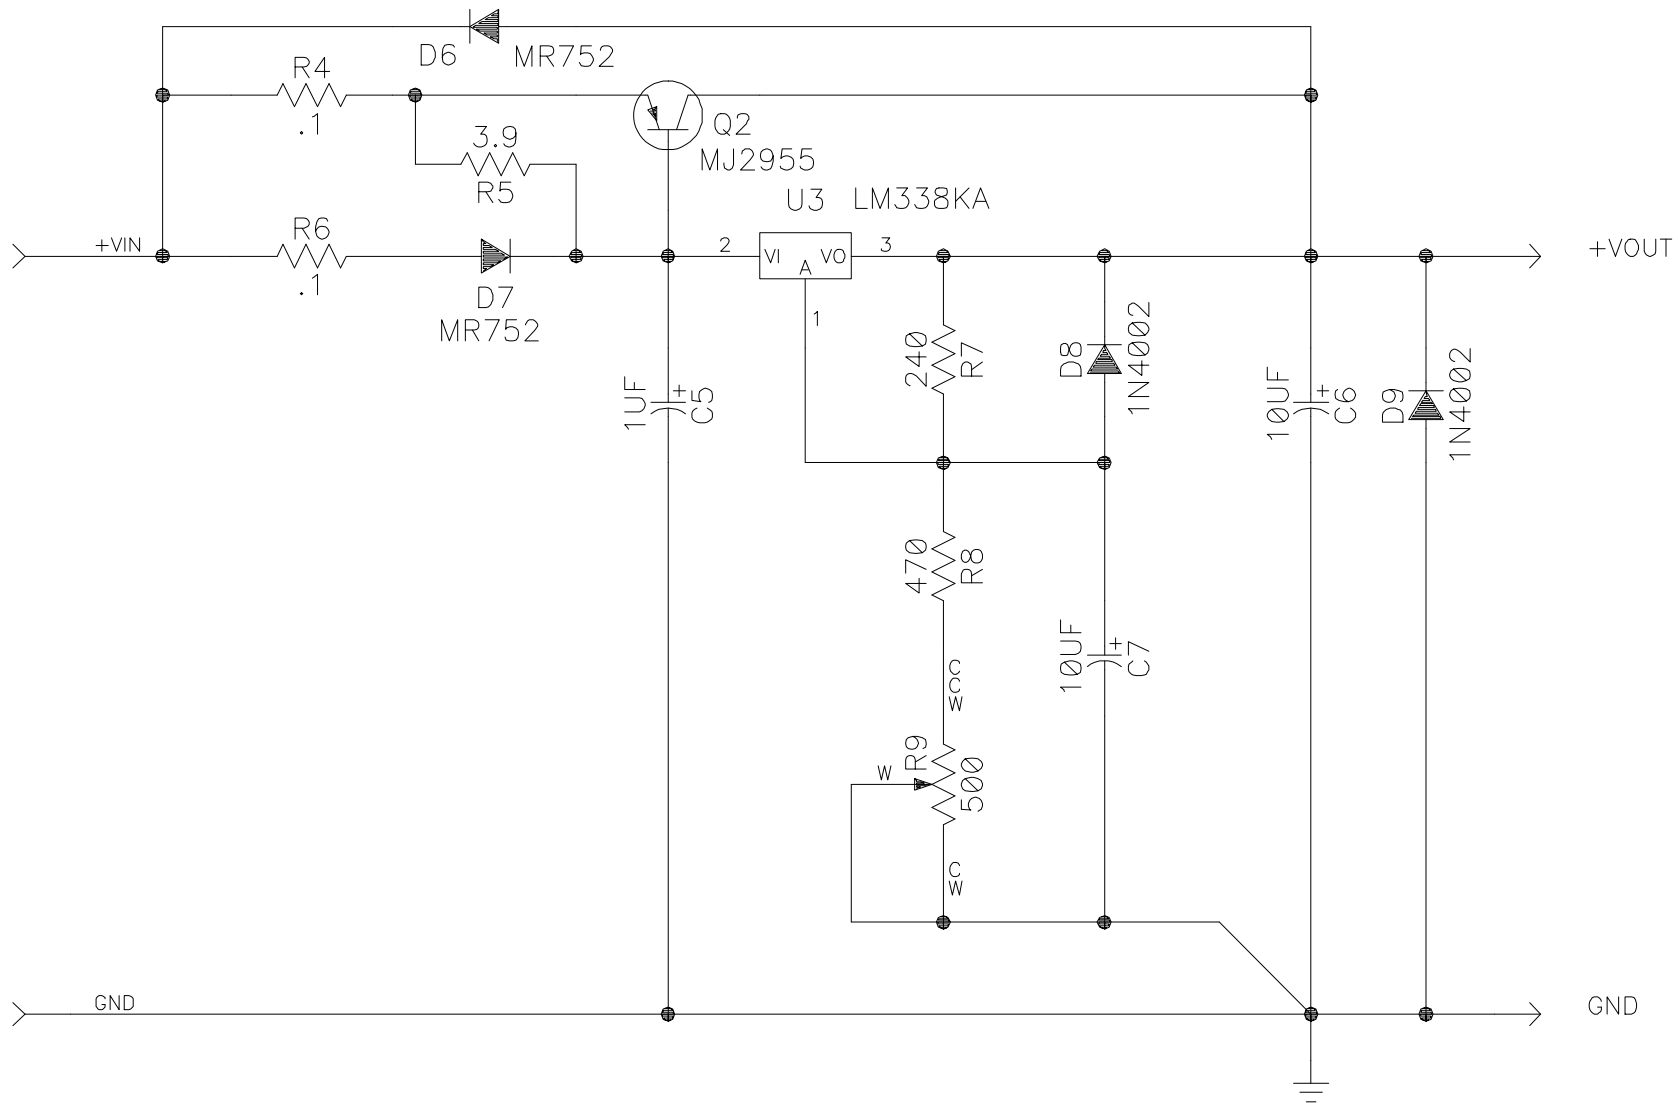 D6
MR752
R4
.1
Q2
MJ2955
3.9
R5
U3 LM338KA
+VIN
R6
.1
D7
MR752
2
VI
VO
A
3
1
+VOUT
240
R7
D8
1N4002
1UF
+
C5
10UF
+
C6
D9
1N4002
470
R8
10UF
+
C7
CCW
R9
W
500
CW
GND
GND